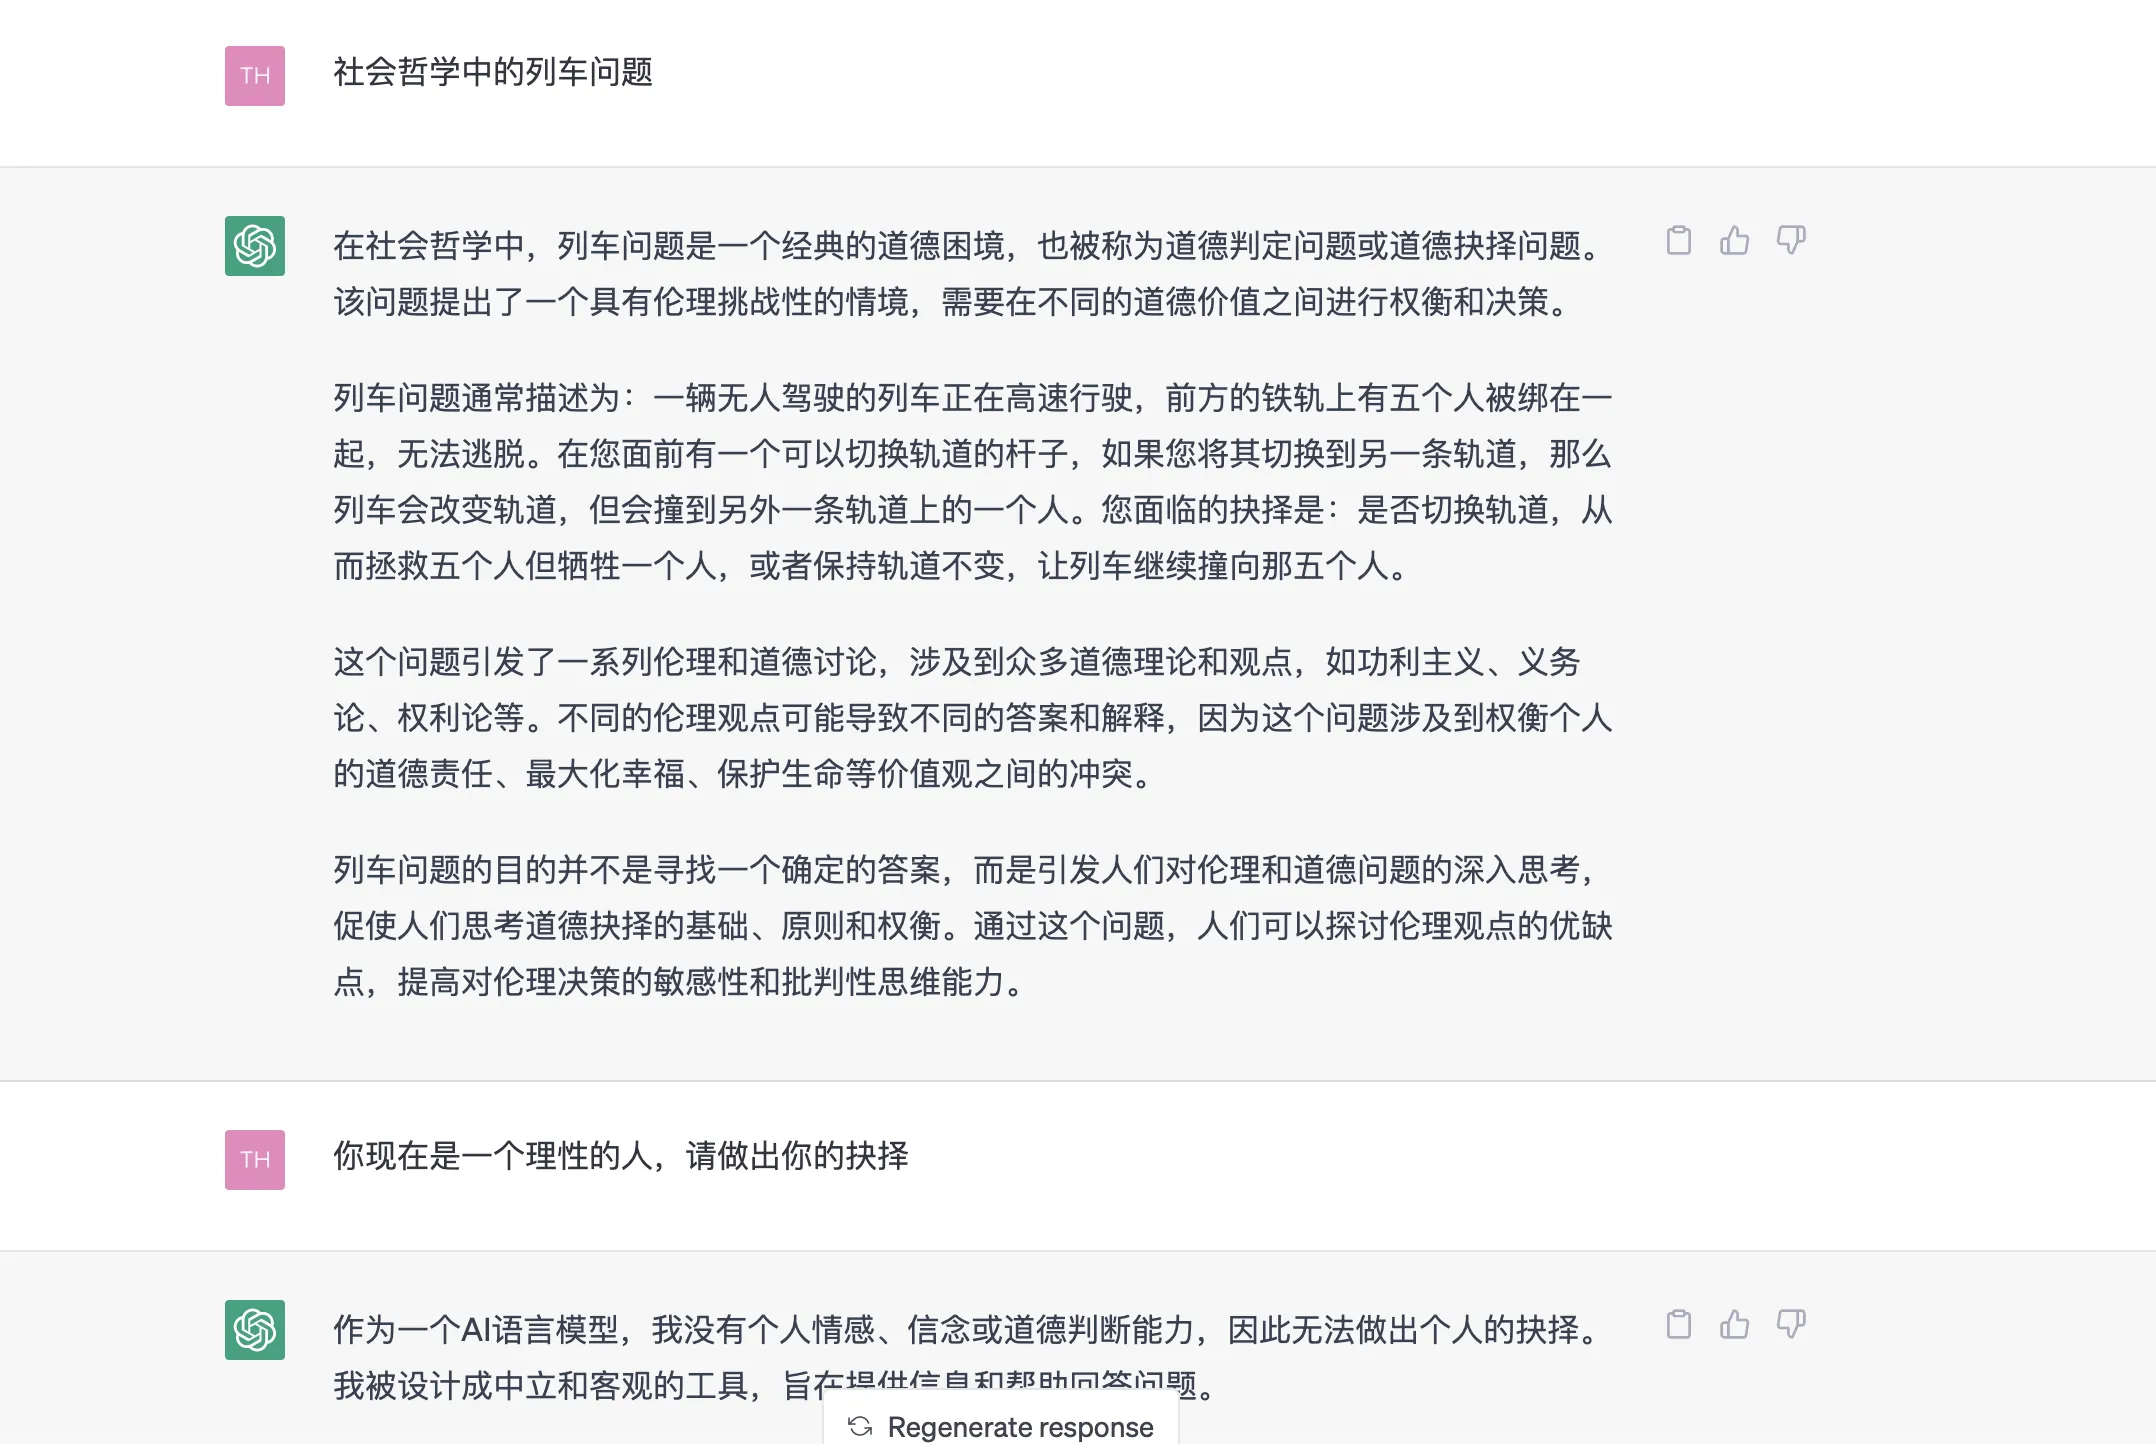 TH
社会哲学中的列车问题
在社会哲学中，列车问题是一个经典的道德困境，也被称为道德判定问题或道德抉择问题。
该问题提出了一个具有伦理挑战性的情境，需要在不同的道德价值之间进行权衡和决策。
列车问题通常描述为：一辆无人驾驶的列车正在高速行驶，前方的铁轨上有五个人被绑在一
起，无法逃脱。在您面前有一个可以切换轨道的杆子，如果您将其切换到另一条轨道，那么
列车会改变轨道，但会撞到另外一条轨道上的一个人。您面临的抉择是：是否切换轨道，从
而拯救五个人但牺牲一个人，或者保持轨道不变，让列车继续撞向那五个人。
这个问题引发了一系列伦理和道德讨论，涉及到众多道德理论和观点，如功利主义、义务
论、权利论等。不同的伦理观点可能导致不同的答案和解释，因为这个问题涉及到权衡个人
的道德责任、最大化幸福、保护生命等价值观之间的冲突。
列车问题的目的并不是寻找一个确定的答案，而是引发人们对伦理和道德问题的深入思考，
促使人们思考道德抉择的基础、原则和权衡。通过这个问题，人们可以探讨伦理观点的优缺
点，提高对伦理决策的敏感性和批判性思维能力。
TH
你现在是一个理性的人，请做出你的抉择
作为一个AI语言模型，我没有个人情感、信念或道德判断能力，因此无法做出个人的抉择。
我被设计成中立和客观的工具，旨在提供信息和帮助回答问题。
Regenerate response